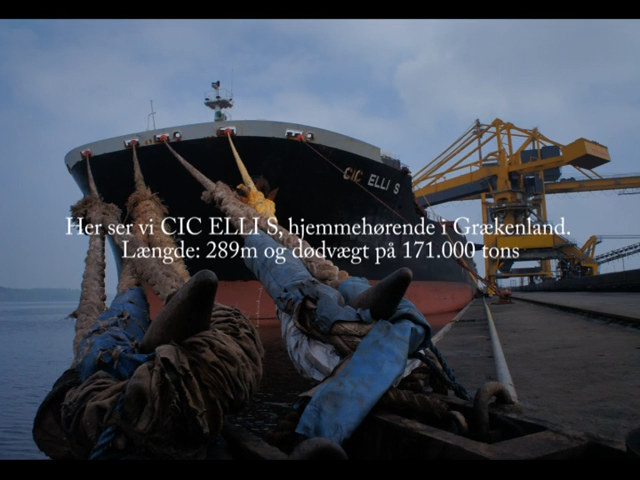 CIC ELLI S
Her ser vi CIC ELLI S, hjemmehørende i Grækenland.
Længde: 289m og dødvægt på 171.000 tons